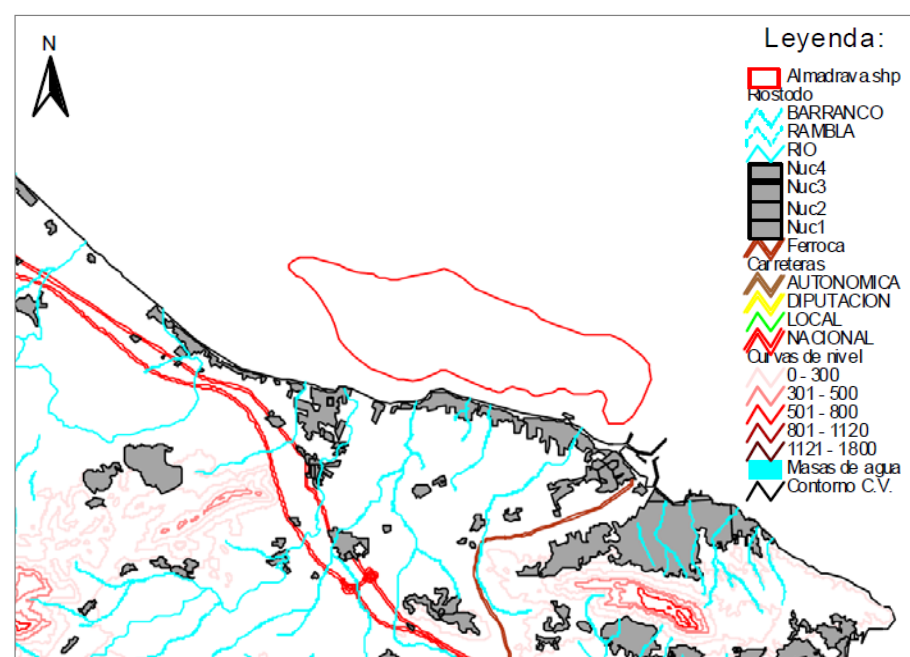 N
Leyenda:
Almadrava.shp
Riostodo
BARRANCO
RAMBLA
RIO
Nuc4
Nuc3
Nuc2
Nuc1
Ferroca
Carreteras
AUTONOMICA
DIPUTACION
LOCAL
NACIONAL
Curvas de nivel
0 - 300
301 - 500
501 - 800
801 - 1120
1121 - 1800
Masas de agua
Contorno C.V.